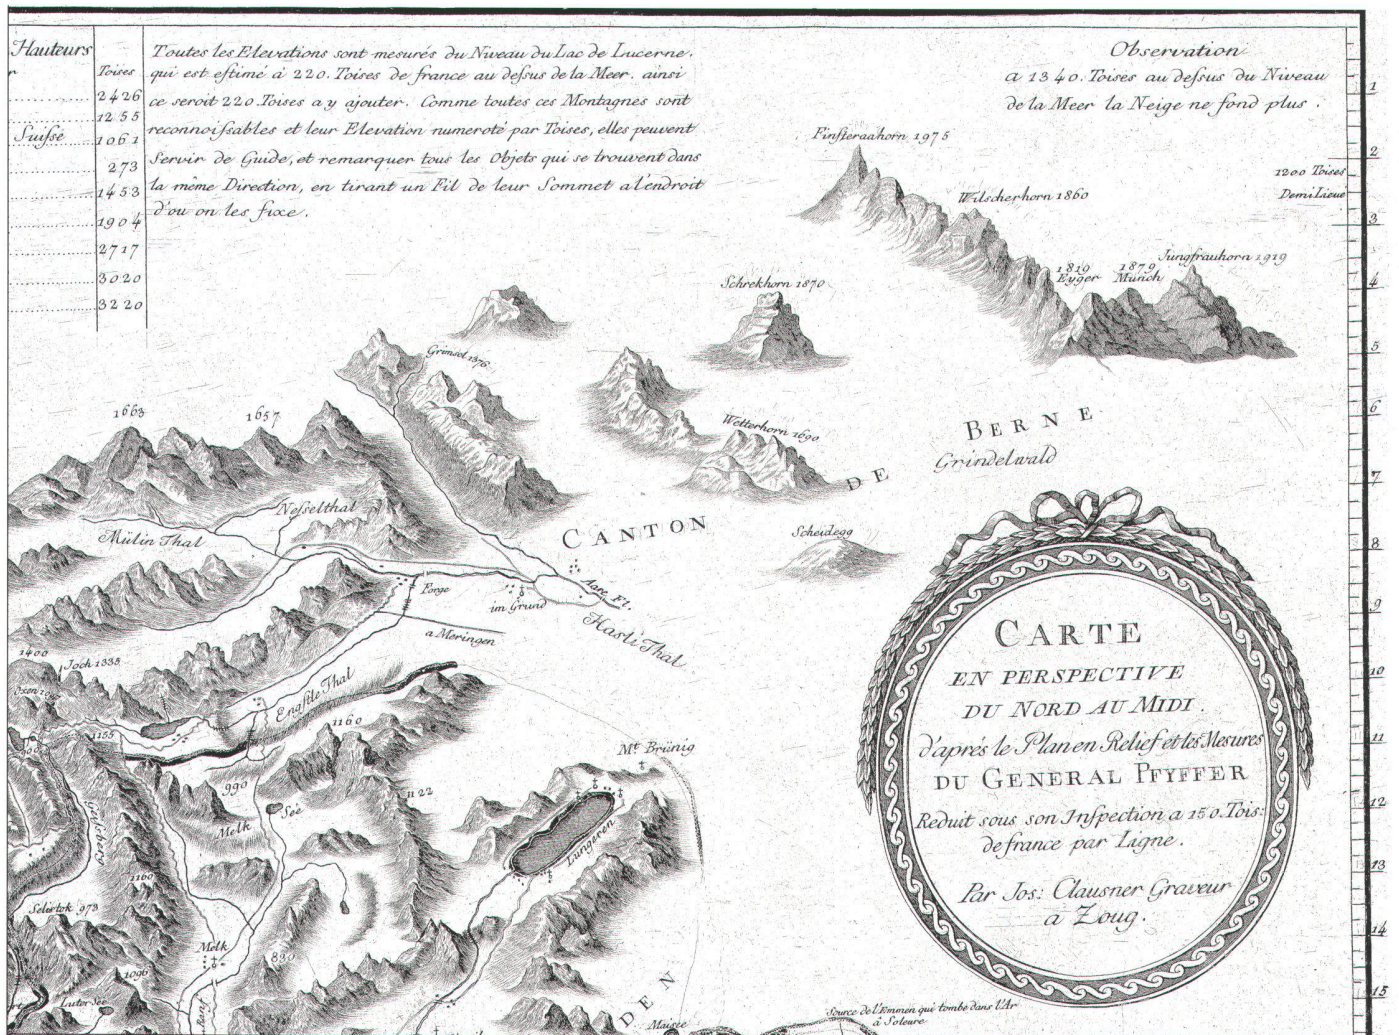 Hauteurs
Toises
2426
1255
Suisse 1061
273
1453
1904
2717
3020
3220
Toutes les Elevations sont mesurés du Niveau du Lac de Lucerne.
qui est estimé à 220. Toises de france au dessus de la Meer. ainsi
ce seroit 220 Toises a y ajouter. Comme toutes ces Montagnes sont
reconnoissables et leur Elevation numeroté par Toises, elles peuvent
Servir de Guide, et remarquer tous les Objets qui se trouvent dans
la même Direction, en tirant un Fil de leur Sommet a l'endroit
d'ou on les fixe.
Observation
a 1340. Toises au dessus du Niveau
de la Meer la Neige ne fond plus.
1200 Toises
Demi Lieue
Finsteraahorn 1975
Wilscherhorn 1860
1819
Eyger
1879
Münch
Jungfrauhorn 1919
Schrekhorn 1870
Grimsel 1376
Wetterhorn 1690
1663
1657
BERNE
Grindelwald
DE
CANTON
Scheidegg
Nesselthal
Mülin Thal
Forge
im Grund
Aare Fl.
Hasli Thal
a Meringen
1400
Joch 1338
Engstle Thal
1155
1160
990
Melk
See
1122
Mt. Brünig
Lungeren
1160
Selistok 973
Melk
1096
880
Luter See
DEN
Source de l'Emmen qui tombe dans l'Ar
à Soleure
CARTE
EN PERSPECTIVE
DU NORD AU MIDI.
d'aprés le Plan en Relief et les Mesures
DU GENERAL PFYFFER
Reduit sous son Inspection a 150. Tois:
de france par Ligne.
Par Jos: Clausner Graveur
a Zoug.
1
2
3
4
5
6
7
8
9
10
11
12
13
14
15